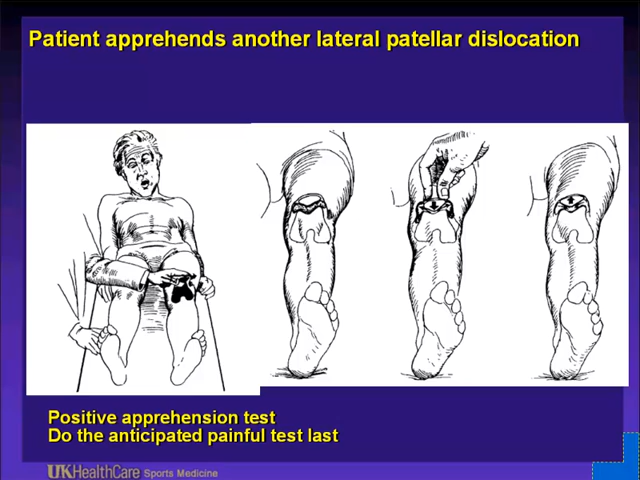 Patient apprehends another lateral patellar dislocation
Positive apprehension test
Do the anticipated painful test last
UKHealthCare Sports Medicine